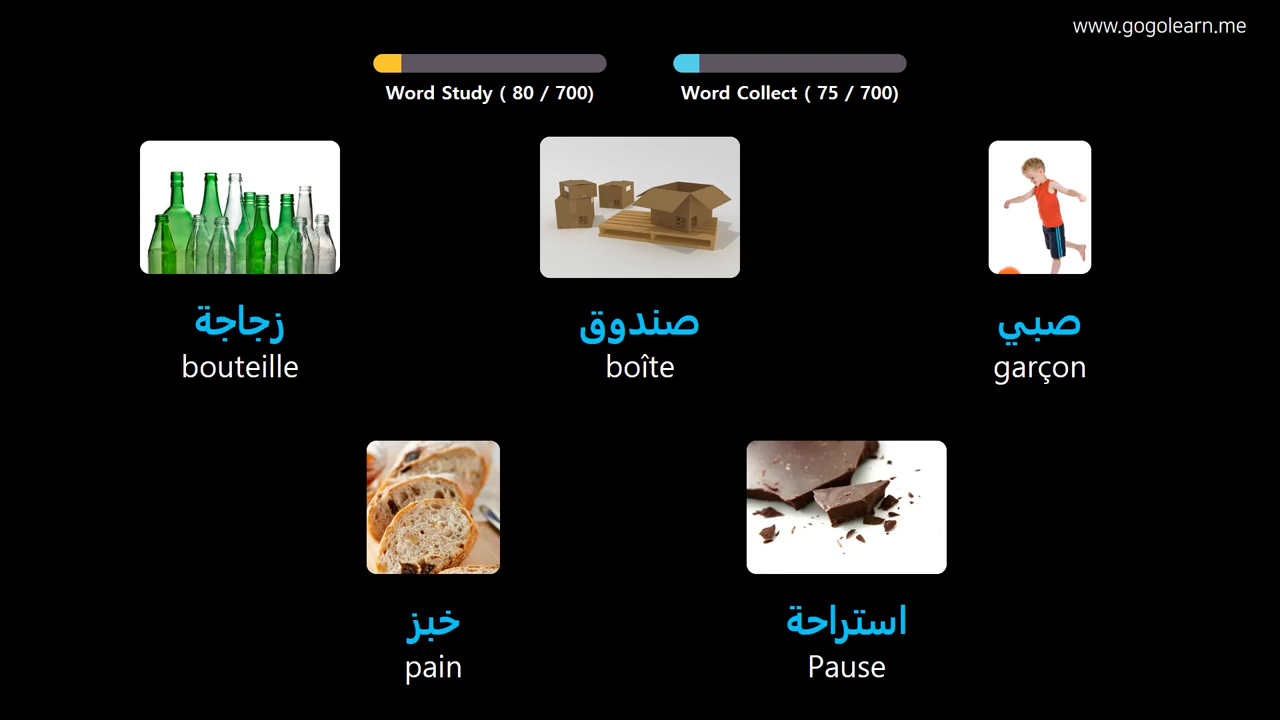 www.gogolearn.me
Word Study ( 80 / 700)
Word Collect ( 75 / 700)
زجاجة
bouteille
صندوق
boîte
صبي
garçon
خبز
pain
استراحة
Pause